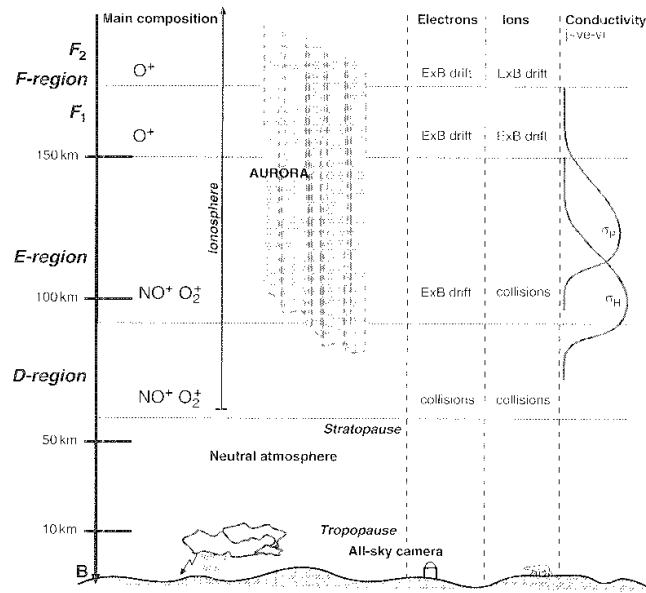 Main composition Electrons Ions Conductivity
F₂
O⁺ ExB drift ExB drift
F-region
F₁
O⁺ ExB drift ExB drift
150 km
AURORA
Ionosphere
σP
E-region
NO⁺ O₂⁺ ExB drift collisions
100 km
σH
D-region
NO⁺ O₂⁺ collisions collisions
Stratopause
50 km
Neutral atmosphere
10 km
Tropopause
All-sky camera
B